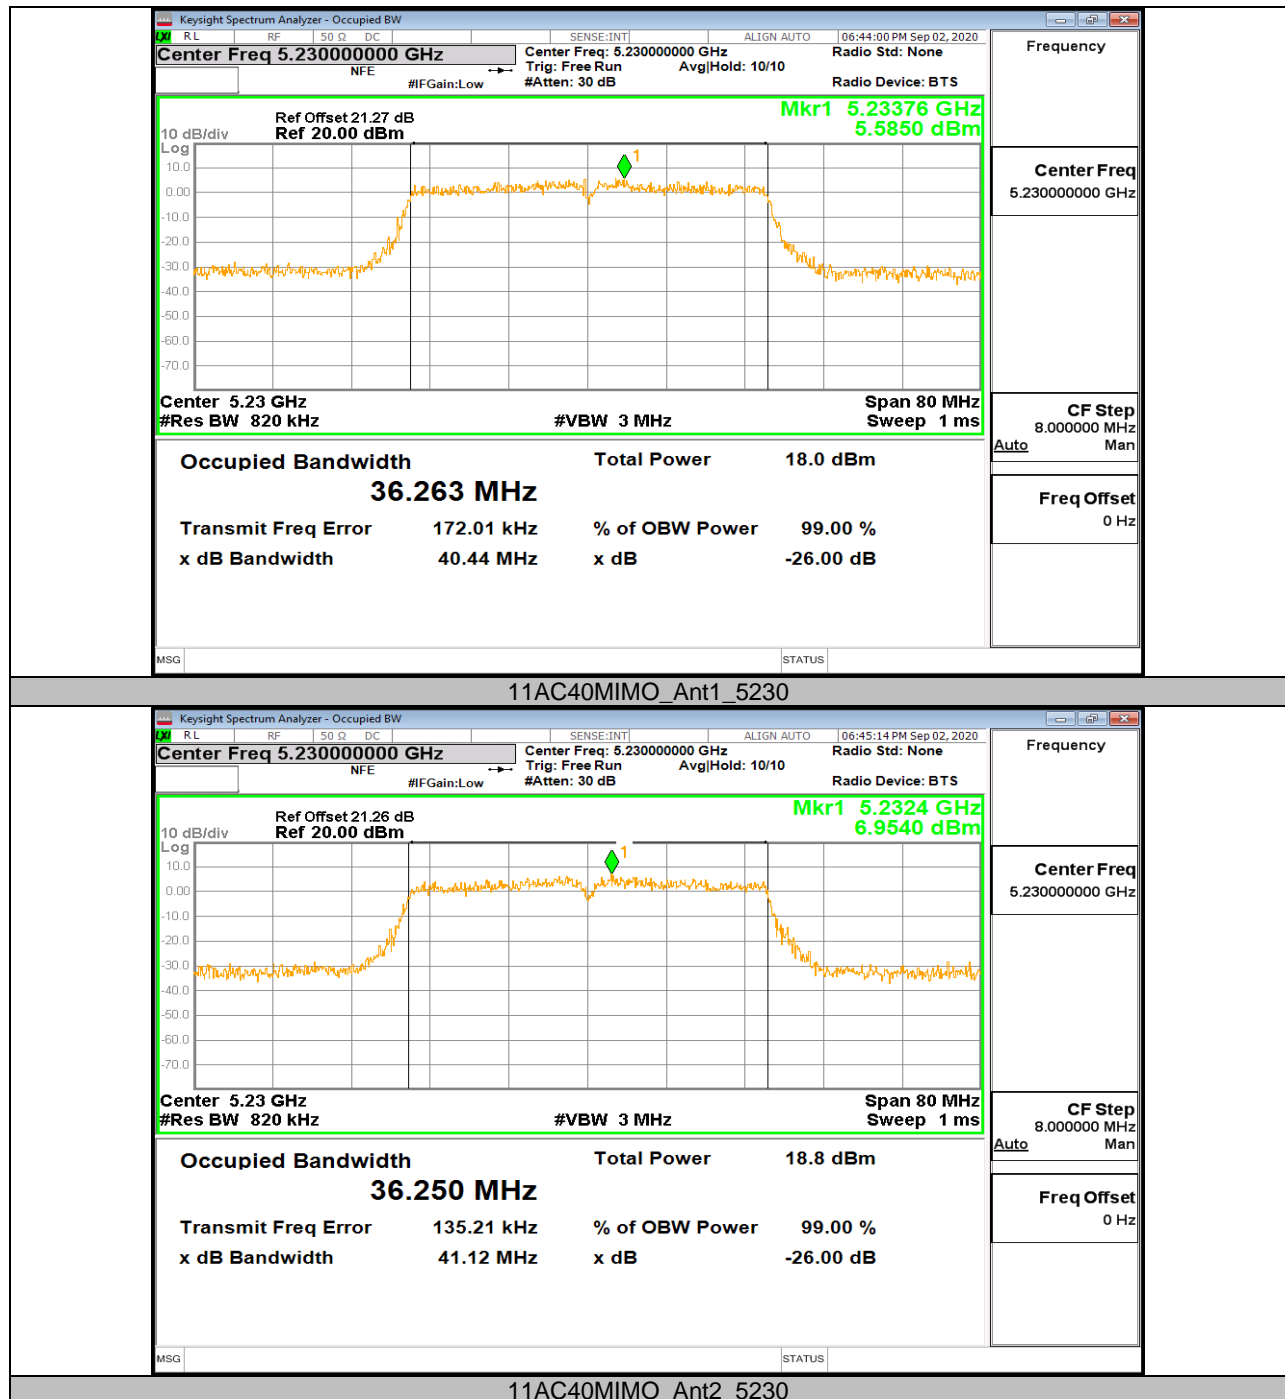 Keysight Spectrum Analyzer - Occupied BW
LXI RL RF 50 Ω DC SENSE:INT ALIGN AUTO 06:44:00 PM Sep 02, 2020
Center Freq 5.230000000 GHz
NFE
#IFGain:Low
Center Freq: 5.230000000 GHz
Trig: Free Run Avg|Hold: 10/10
#Atten: 30 dB
Radio Std: None
Radio Device: BTS
Mkr1 5.23376 GHz
5.5850 dBm
Ref Offset 21.27 dB
10 dB/div Ref 20.00 dBm
Log
10.0
0.00
-10.0
-20.0
-30.0
-40.0
-50.0
-60.0
-70.0
1
Center 5.23 GHz Span 80 MHz
#Res BW 820 kHz #VBW 3 MHz Sweep 1 ms
Occupied Bandwidth Total Power 18.0 dBm
36.263 MHz
Transmit Freq Error 172.01 kHz % of OBW Power 99.00 %
x dB Bandwidth 40.44 MHz x dB -26.00 dB
MSG STATUS
Frequency
Center Freq
5.230000000 GHz
CF Step
8.000000 MHz
Auto Man
Freq Offset
0 Hz
11AC40MIMO_Ant1_5230
Keysight Spectrum Analyzer - Occupied BW
LXI RL RF 50 Ω DC SENSE:INT ALIGN AUTO 06:45:14 PM Sep 02, 2020
Center Freq 5.230000000 GHz
NFE
#IFGain:Low
Center Freq: 5.230000000 GHz
Trig: Free Run Avg|Hold: 10/10
#Atten: 30 dB
Radio Std: None
Radio Device: BTS
Mkr1 5.2324 GHz
6.9540 dBm
Ref Offset 21.26 dB
10 dB/div Ref 20.00 dBm
Log
10.0
0.00
-10.0
-20.0
-30.0
-40.0
-50.0
-60.0
-70.0
1
Center 5.23 GHz Span 80 MHz
#Res BW 820 kHz #VBW 3 MHz Sweep 1 ms
Occupied Bandwidth Total Power 18.8 dBm
36.250 MHz
Transmit Freq Error 135.21 kHz % of OBW Power 99.00 %
x dB Bandwidth 41.12 MHz x dB -26.00 dB
MSG STATUS
Frequency
Center Freq
5.230000000 GHz
CF Step
8.000000 MHz
Auto Man
Freq Offset
0 Hz
11AC40MIMO_Ant2_5230